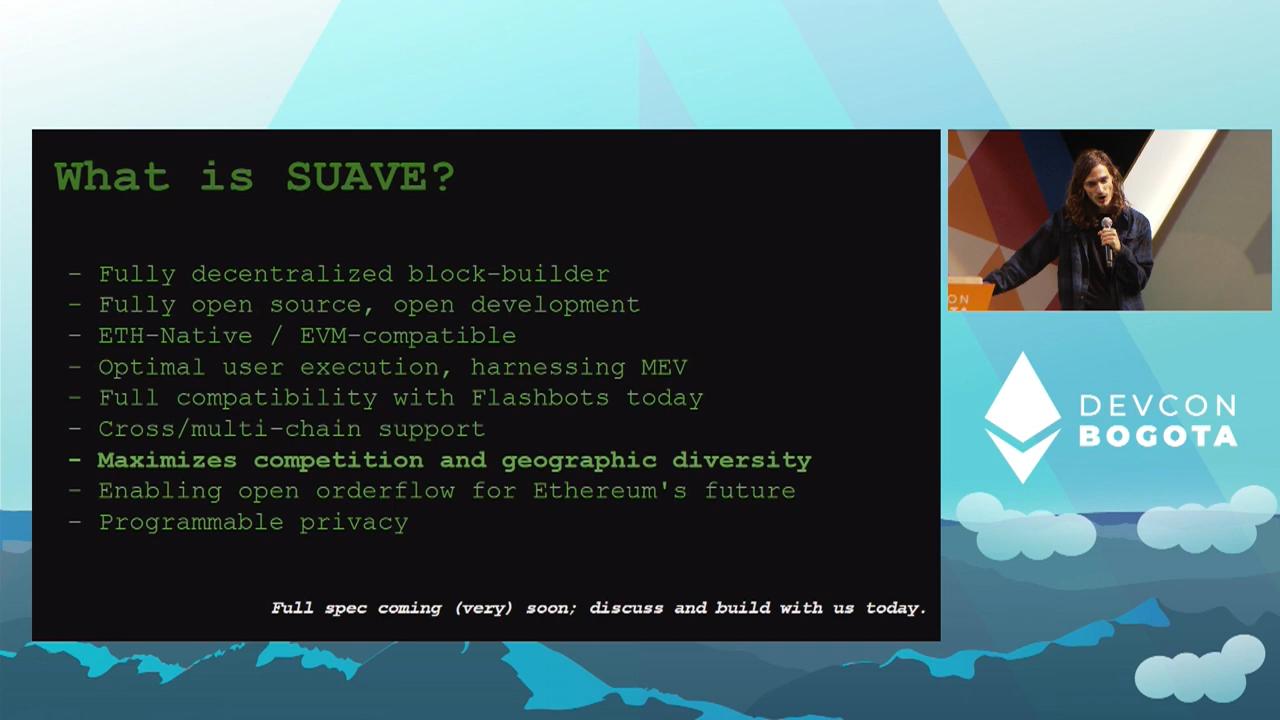 What is SUAVE?
- Fully decentralized block-builder
- Fully open source, open development
- ETH-Native / EVM-compatible
- Optimal user execution, harnessing MEV
- Full compatibility with Flashbots today
- Cross/multi-chain support
- Maximizes competition and geographic diversity
- Enabling open orderflow for Ethereum's future
- Programmable privacy
Full spec coming (very) soon; discuss and build with us today.
DEVCON
BOGOTA